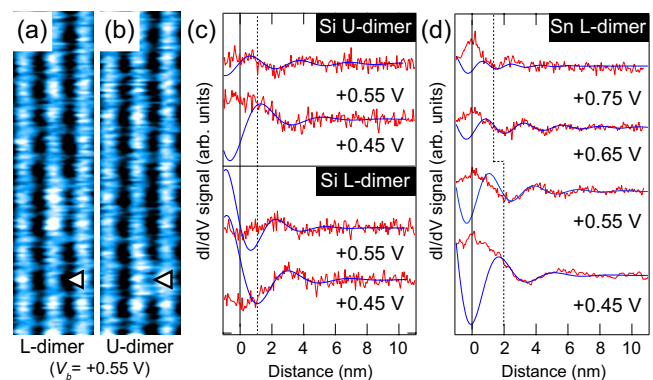 (a)
(b)
L-dimer
U-dimer
(V_b= +0.55 V)
(c)
Si U-dimer
+0.55 V
+0.45 V
Si L-dimer
+0.55 V
+0.45 V
dI/dV signal (arb. units)
0 2 4 6 8 10
Distance (nm)
(d)
Sn L-dimer
+0.75 V
+0.65 V
+0.55 V
+0.45 V
dI/dV signal (arb. units)
0 2 4 6 8 10
Distance (nm)